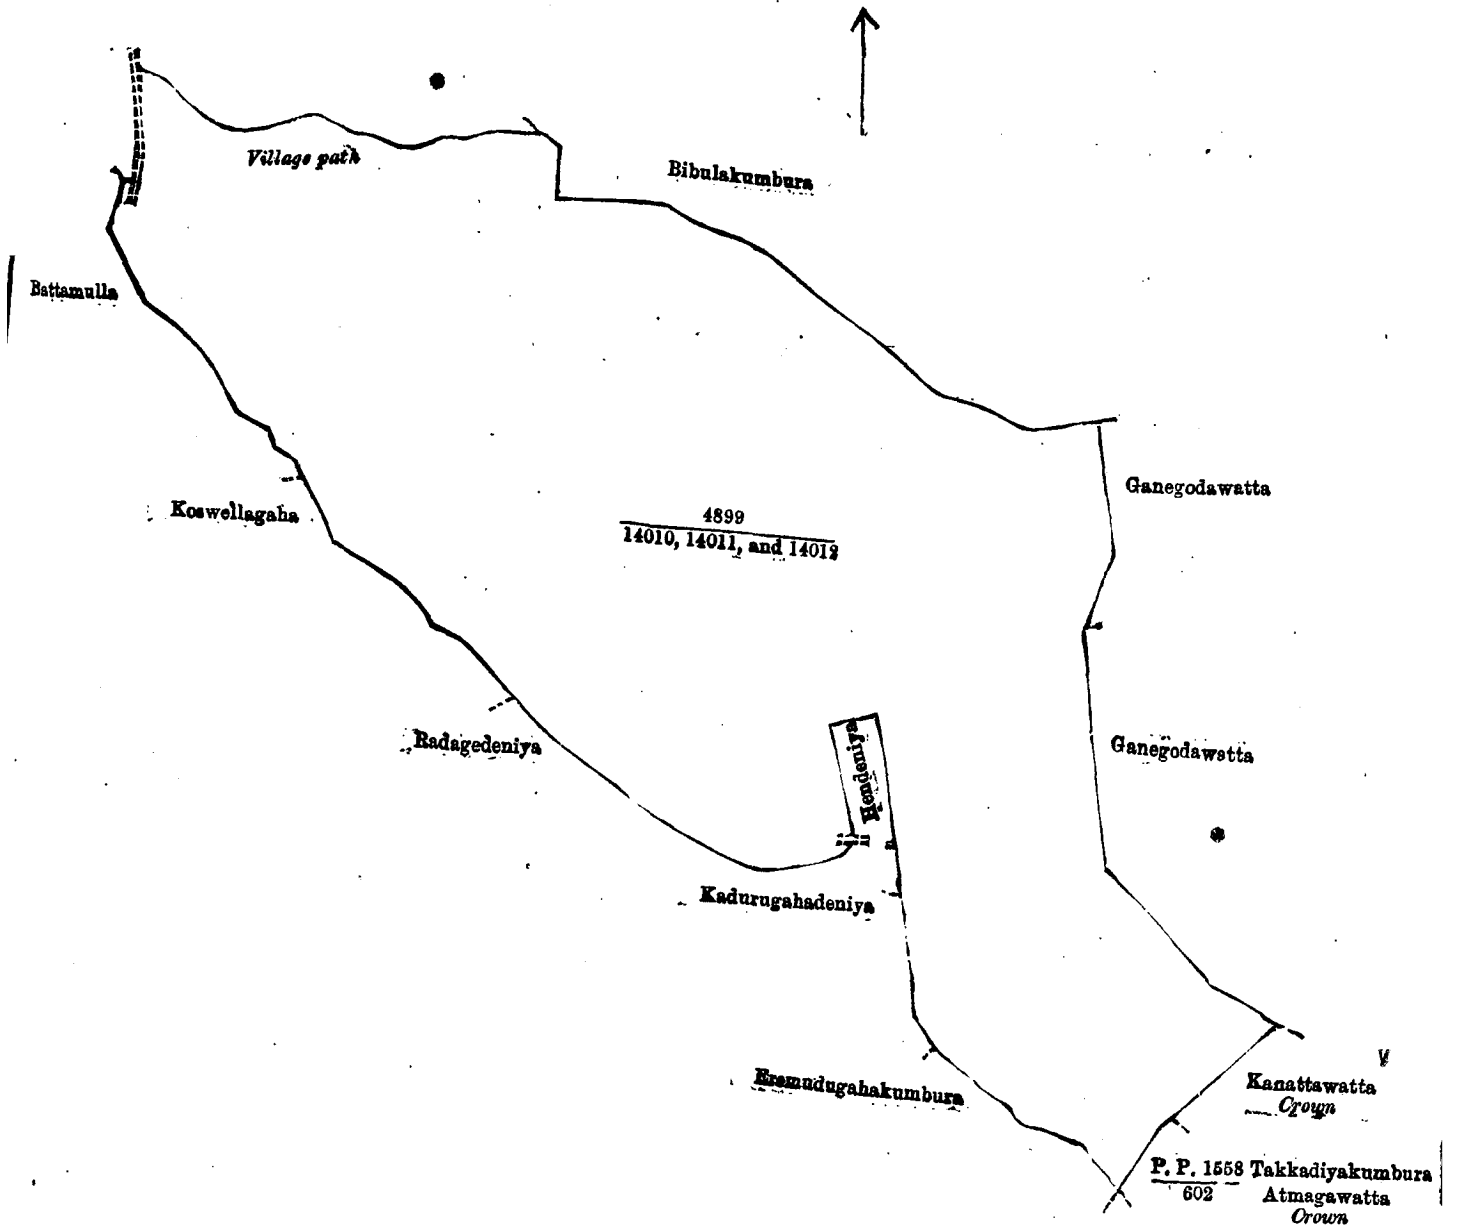 Village path
Bibulakumbura
Battamulla
Ganegodawatta
Koswellagaha
4899
14010, 14011, and 14012
Hendeniya
Radagedeniya
Ganegodawatta
Kadurugahadeniya
Eramudugahakumbura
Kanattawatta
Crown
P. P. 1558 Takkadiyakumbura
602 Atmagawatta
Crown